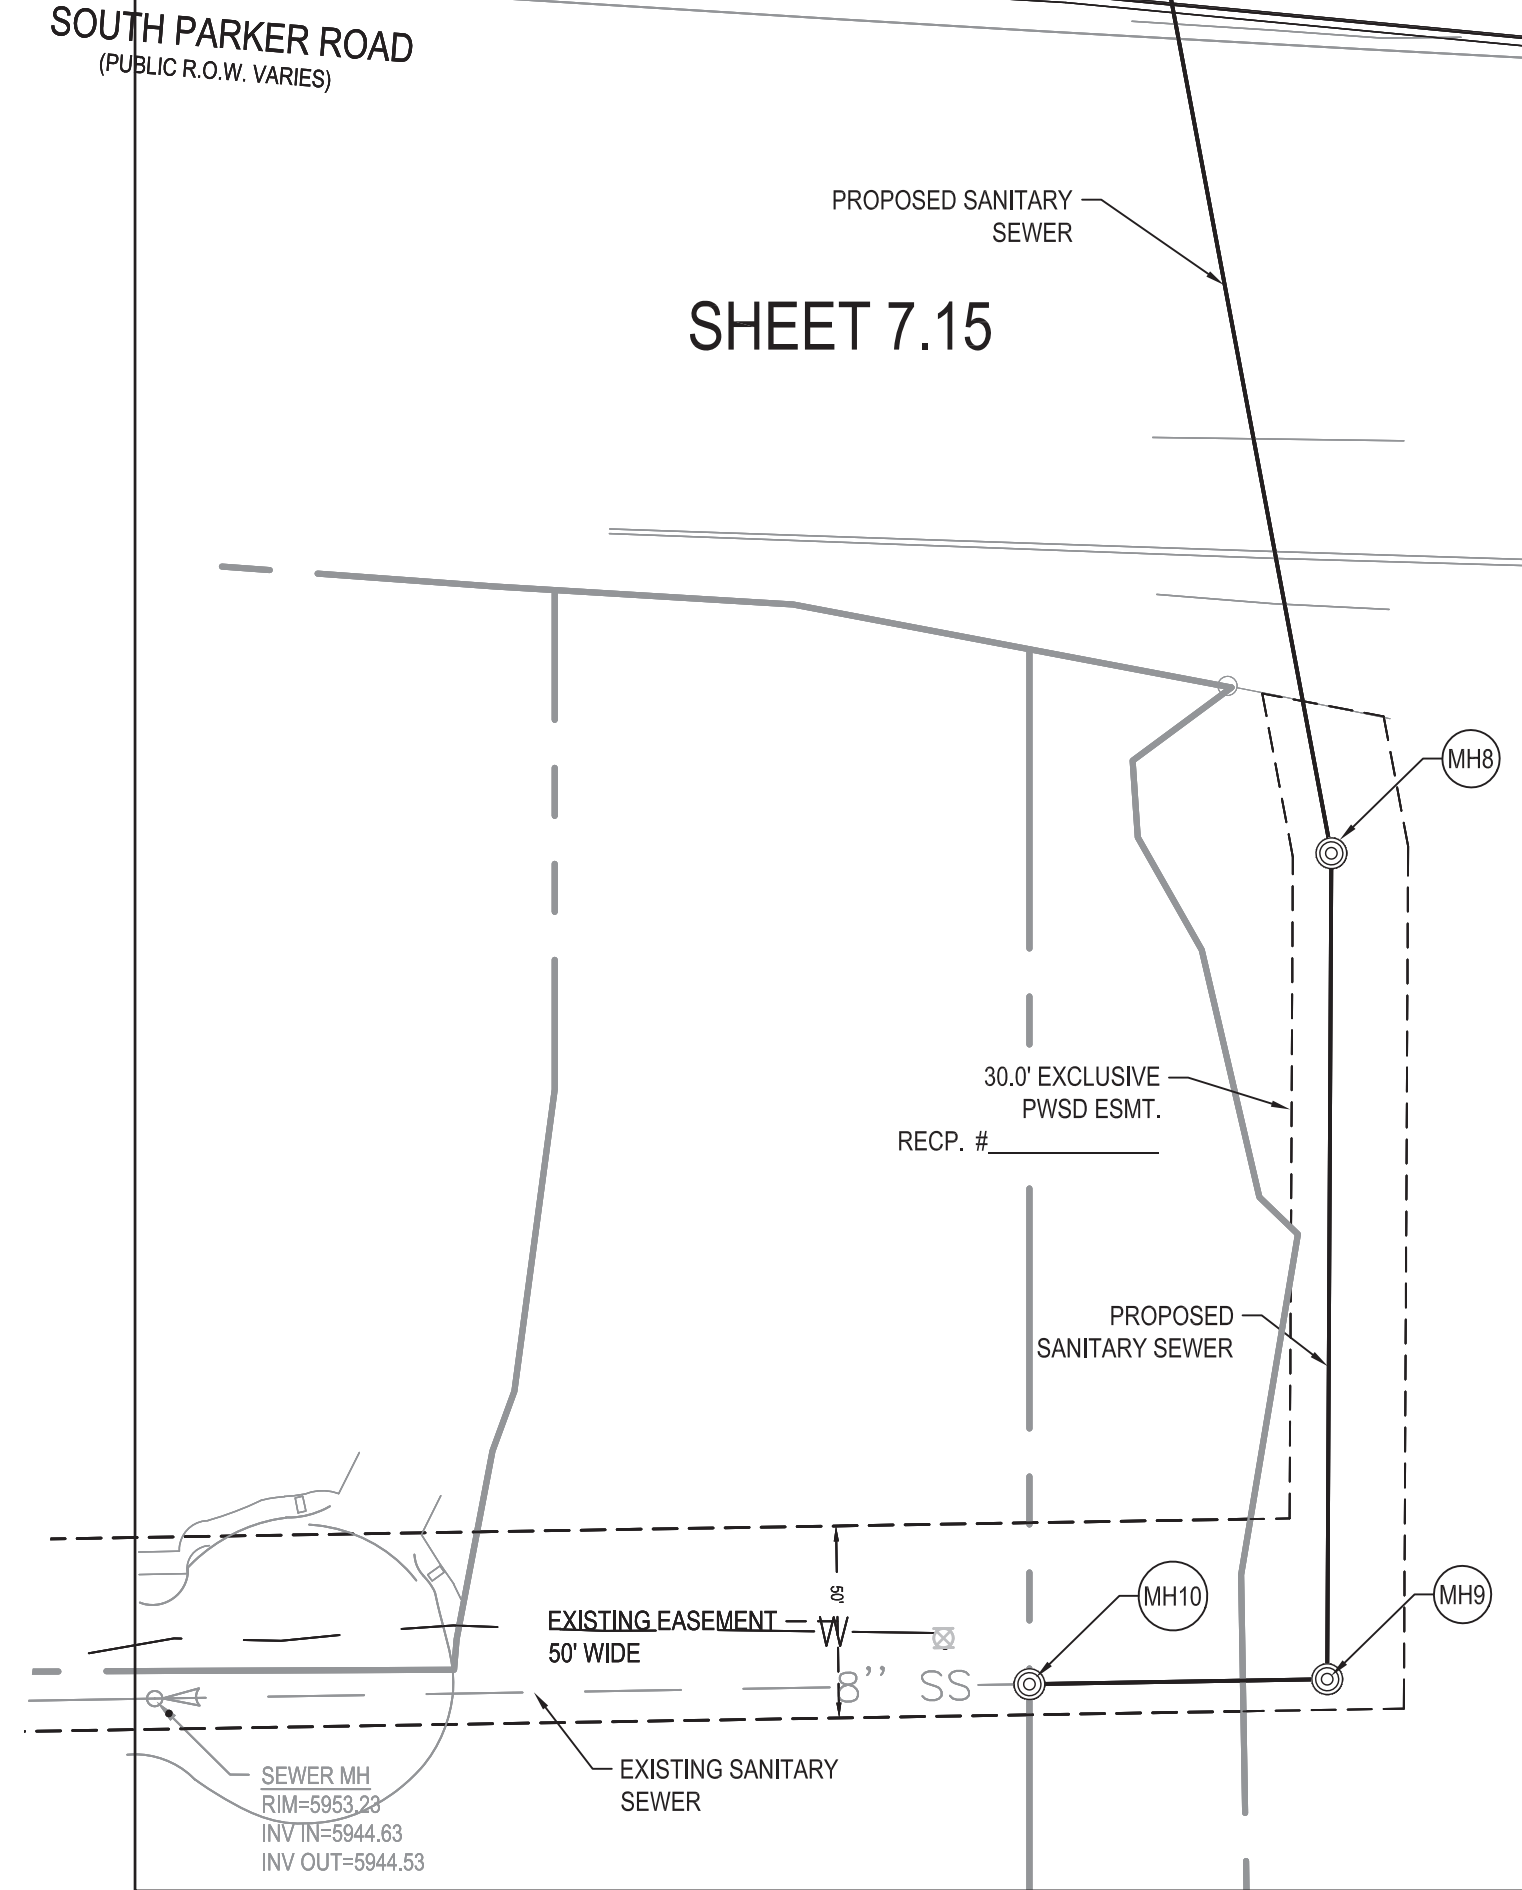 SOUTH PARKER ROAD
(PUBLIC R.O.W. VARIES)
PROPOSED SANITARY
SEWER
SHEET 7.15
MH8
30.0' EXCLUSIVE
PWSD ESMT.
RECP. #
PROPOSED
SANITARY SEWER
50'
MH10
MH9
EXISTING EASEMENT
50' WIDE
W
8'' SS
EXISTING SANITARY
SEWER
SEWER MH
RIM=5953.23
INV IN=5944.63
INV OUT=5944.53